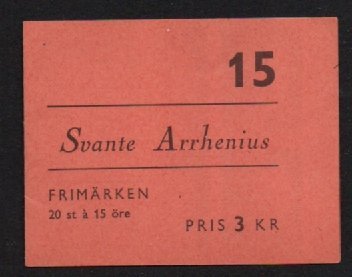 15
Svante Arrhenius
FRIMÄRKEN
20 st à 15 öre
PRIS 3 KR